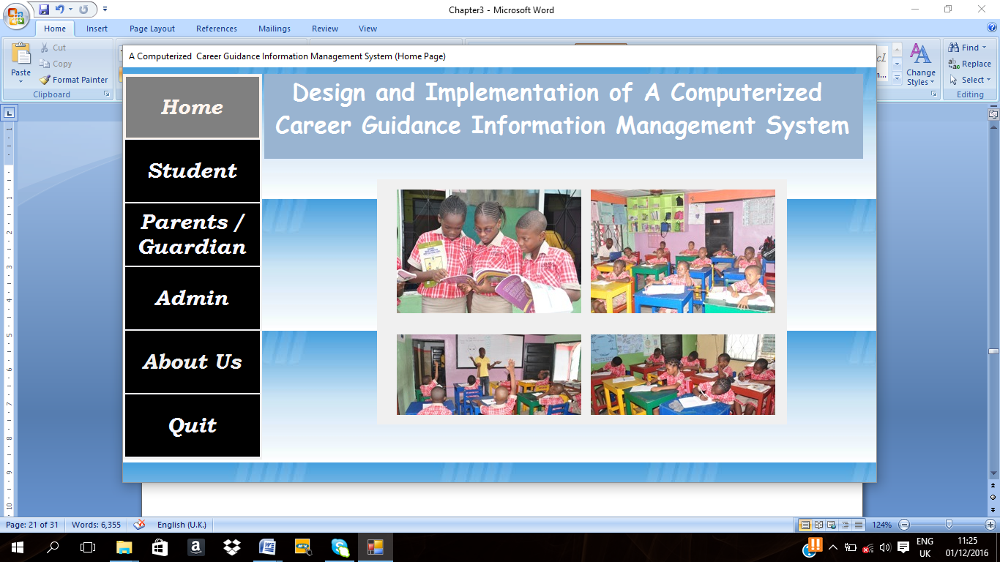 Chapter3 - Microsoft Word
Home Insert Page Layout References Mailings Review View
Paste
Cut
Copy
Format Painter
Clipboard
Change
Styles
Find
Replace
Select
Editing
A Computerized  Career Guidance Information Management System (Home Page)
Home
Student
Parents /
Guardian
Admin
About Us
Quit
Design and Implementation of A Computerized
Career Guidance Information Management System
Page: 21 of 31 Words: 6,355 English (U.K.) 124%
ENG
UK
11:25
01/12/2016